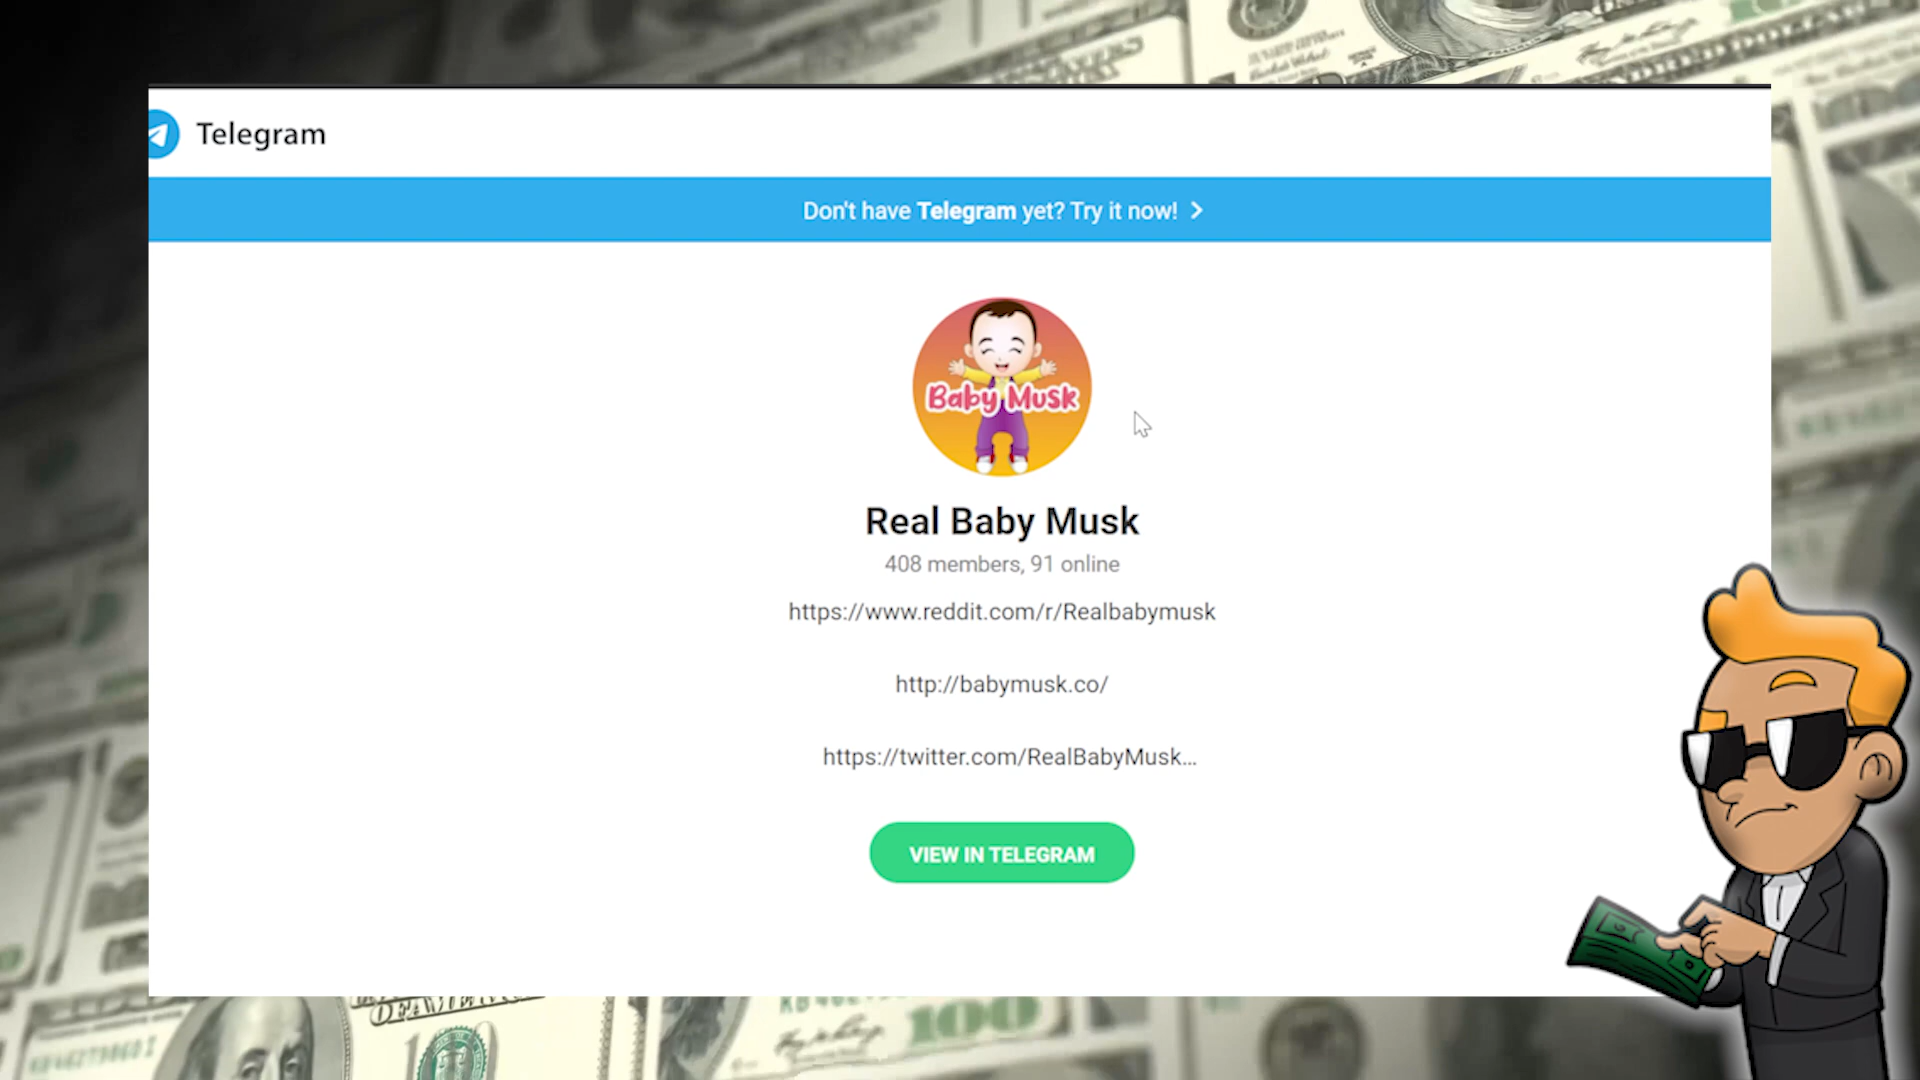 Telegram
Don't have Telegram yet? Try it now!
Baby Musk
Real Baby Musk
408 members, 91 online
https://www.reddit.com/r/Realbabymusk
http://babymusk.co/
https://twitter.com/RealBabyMusk...
VIEW IN TELEGRAM
100